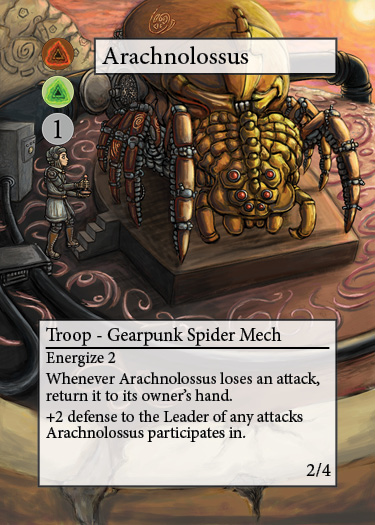 Arachnolossus
1
Troop - Gearpunk Spider Mech
Energize 2
Whenever Arachnolossus loses an attack,
return it to its owner's hand.
+2 defense to the Leader of any attacks
Arachnolossus participates in.
2/4